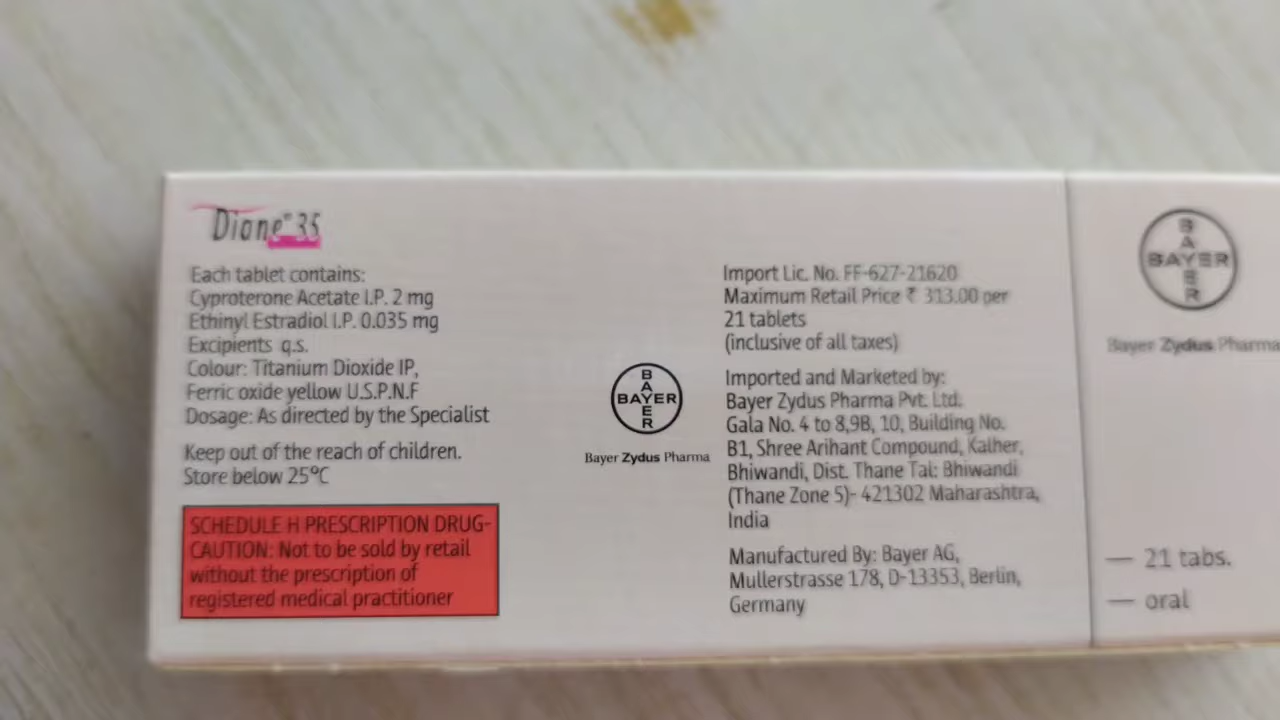 Diane® 35
Each tablet contains:
Cyproterone Acetate I.P. 2 mg
Ethinyl Estradiol I.P. 0.035 mg
Excipients q.s.
Colour: Titanium Dioxide IP,
Ferric oxide yellow U.S.P.N.F
Dosage: As directed by the Specialist
Keep out of the reach of children.
Store below 25°C
SCHEDULE H PRESCRIPTION DRUG-
CAUTION: Not to be sold by retail
without the prescription of
registered medical practitioner
BAYER
BAYER
Bayer Zydus Pharma
Import Lic. No. FF-627-21620
Maximum Retail Price ₹ 313.00 per
21 tablets
(inclusive of all taxes)
Imported and Marketed by:
Bayer Zydus Pharma Pvt. Ltd.
Gala No. 4 to 8,9B, 10, Building No.
B1, Shree Arihant Compound, Kalher,
Bhiwandi, Dist. Thane Tal: Bhiwandi
(Thane Zone 5)- 421302 Maharashtra,
India
Manufactured By: Bayer AG,
Mullerstrasse 178, D-13353, Berlin,
Germany
BAYER
BAYER
Bayer Zydus Pharma
— 21 tabs.
— oral